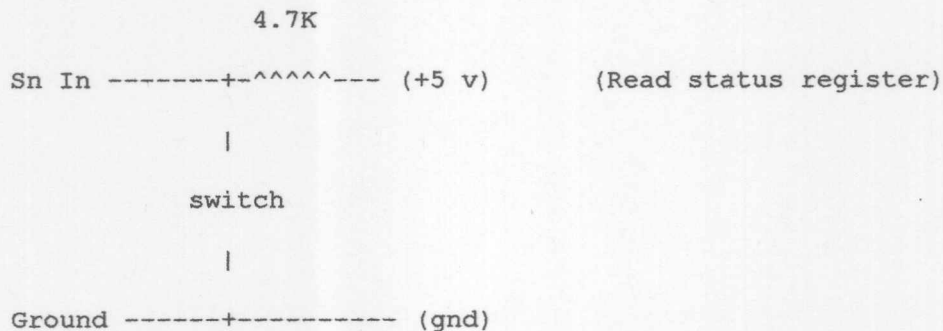 4.7K
Sn In -------+-^^^^^--- (+5 v) (Read status register)
|
switch
|
Ground ------+---------- (gnd)